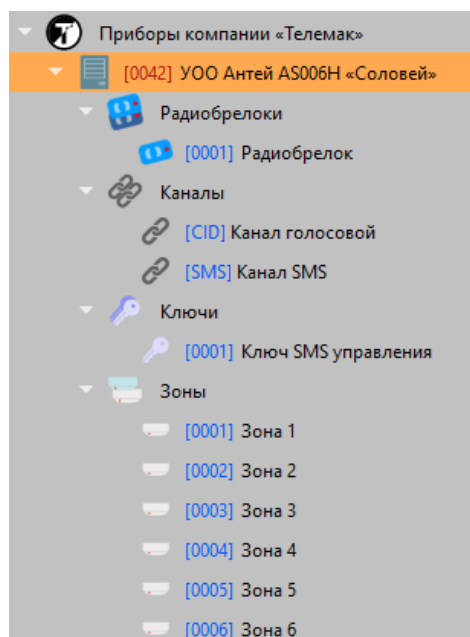 Приборы компании «Телемак»
[0042] УОО Антей AS006H «Соловей»
Радиобрелоки
[0001] Радиобрелок
Каналы
[CID] Канал голосовой
[SMS] Канал SMS
Ключи
[0001] Ключ SMS управления
Зоны
[0001] Зона 1
[0002] Зона 2
[0003] Зона 3
[0004] Зона 4
[0005] Зона 5
[0006] Зона 6